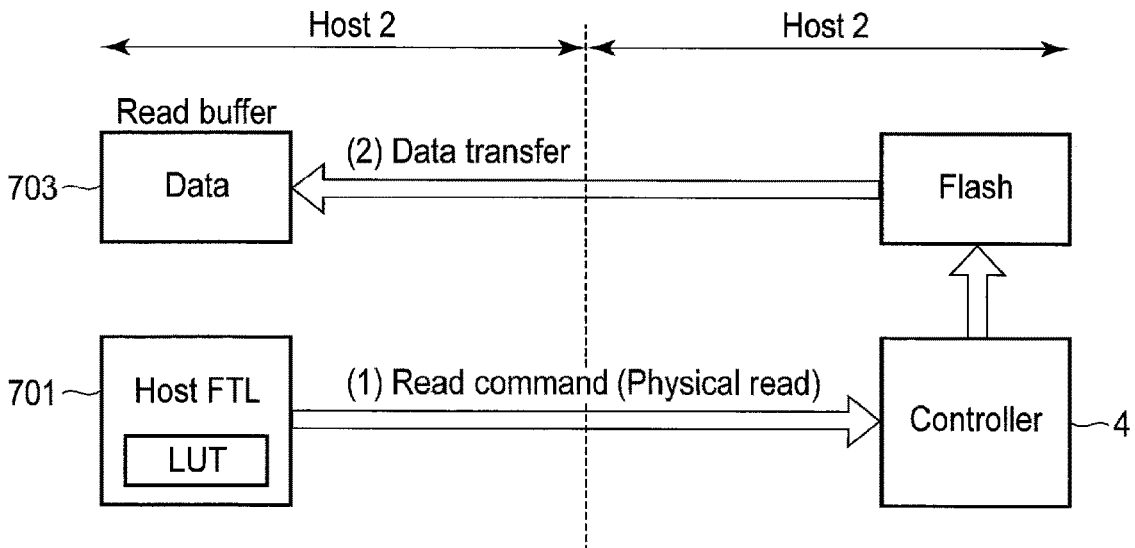 Host 2
Host 2
Read buffer
703
Data
(2) Data transfer
Flash
701
Host FTL
LUT
(1) Read command (Physical read)
Controller
4